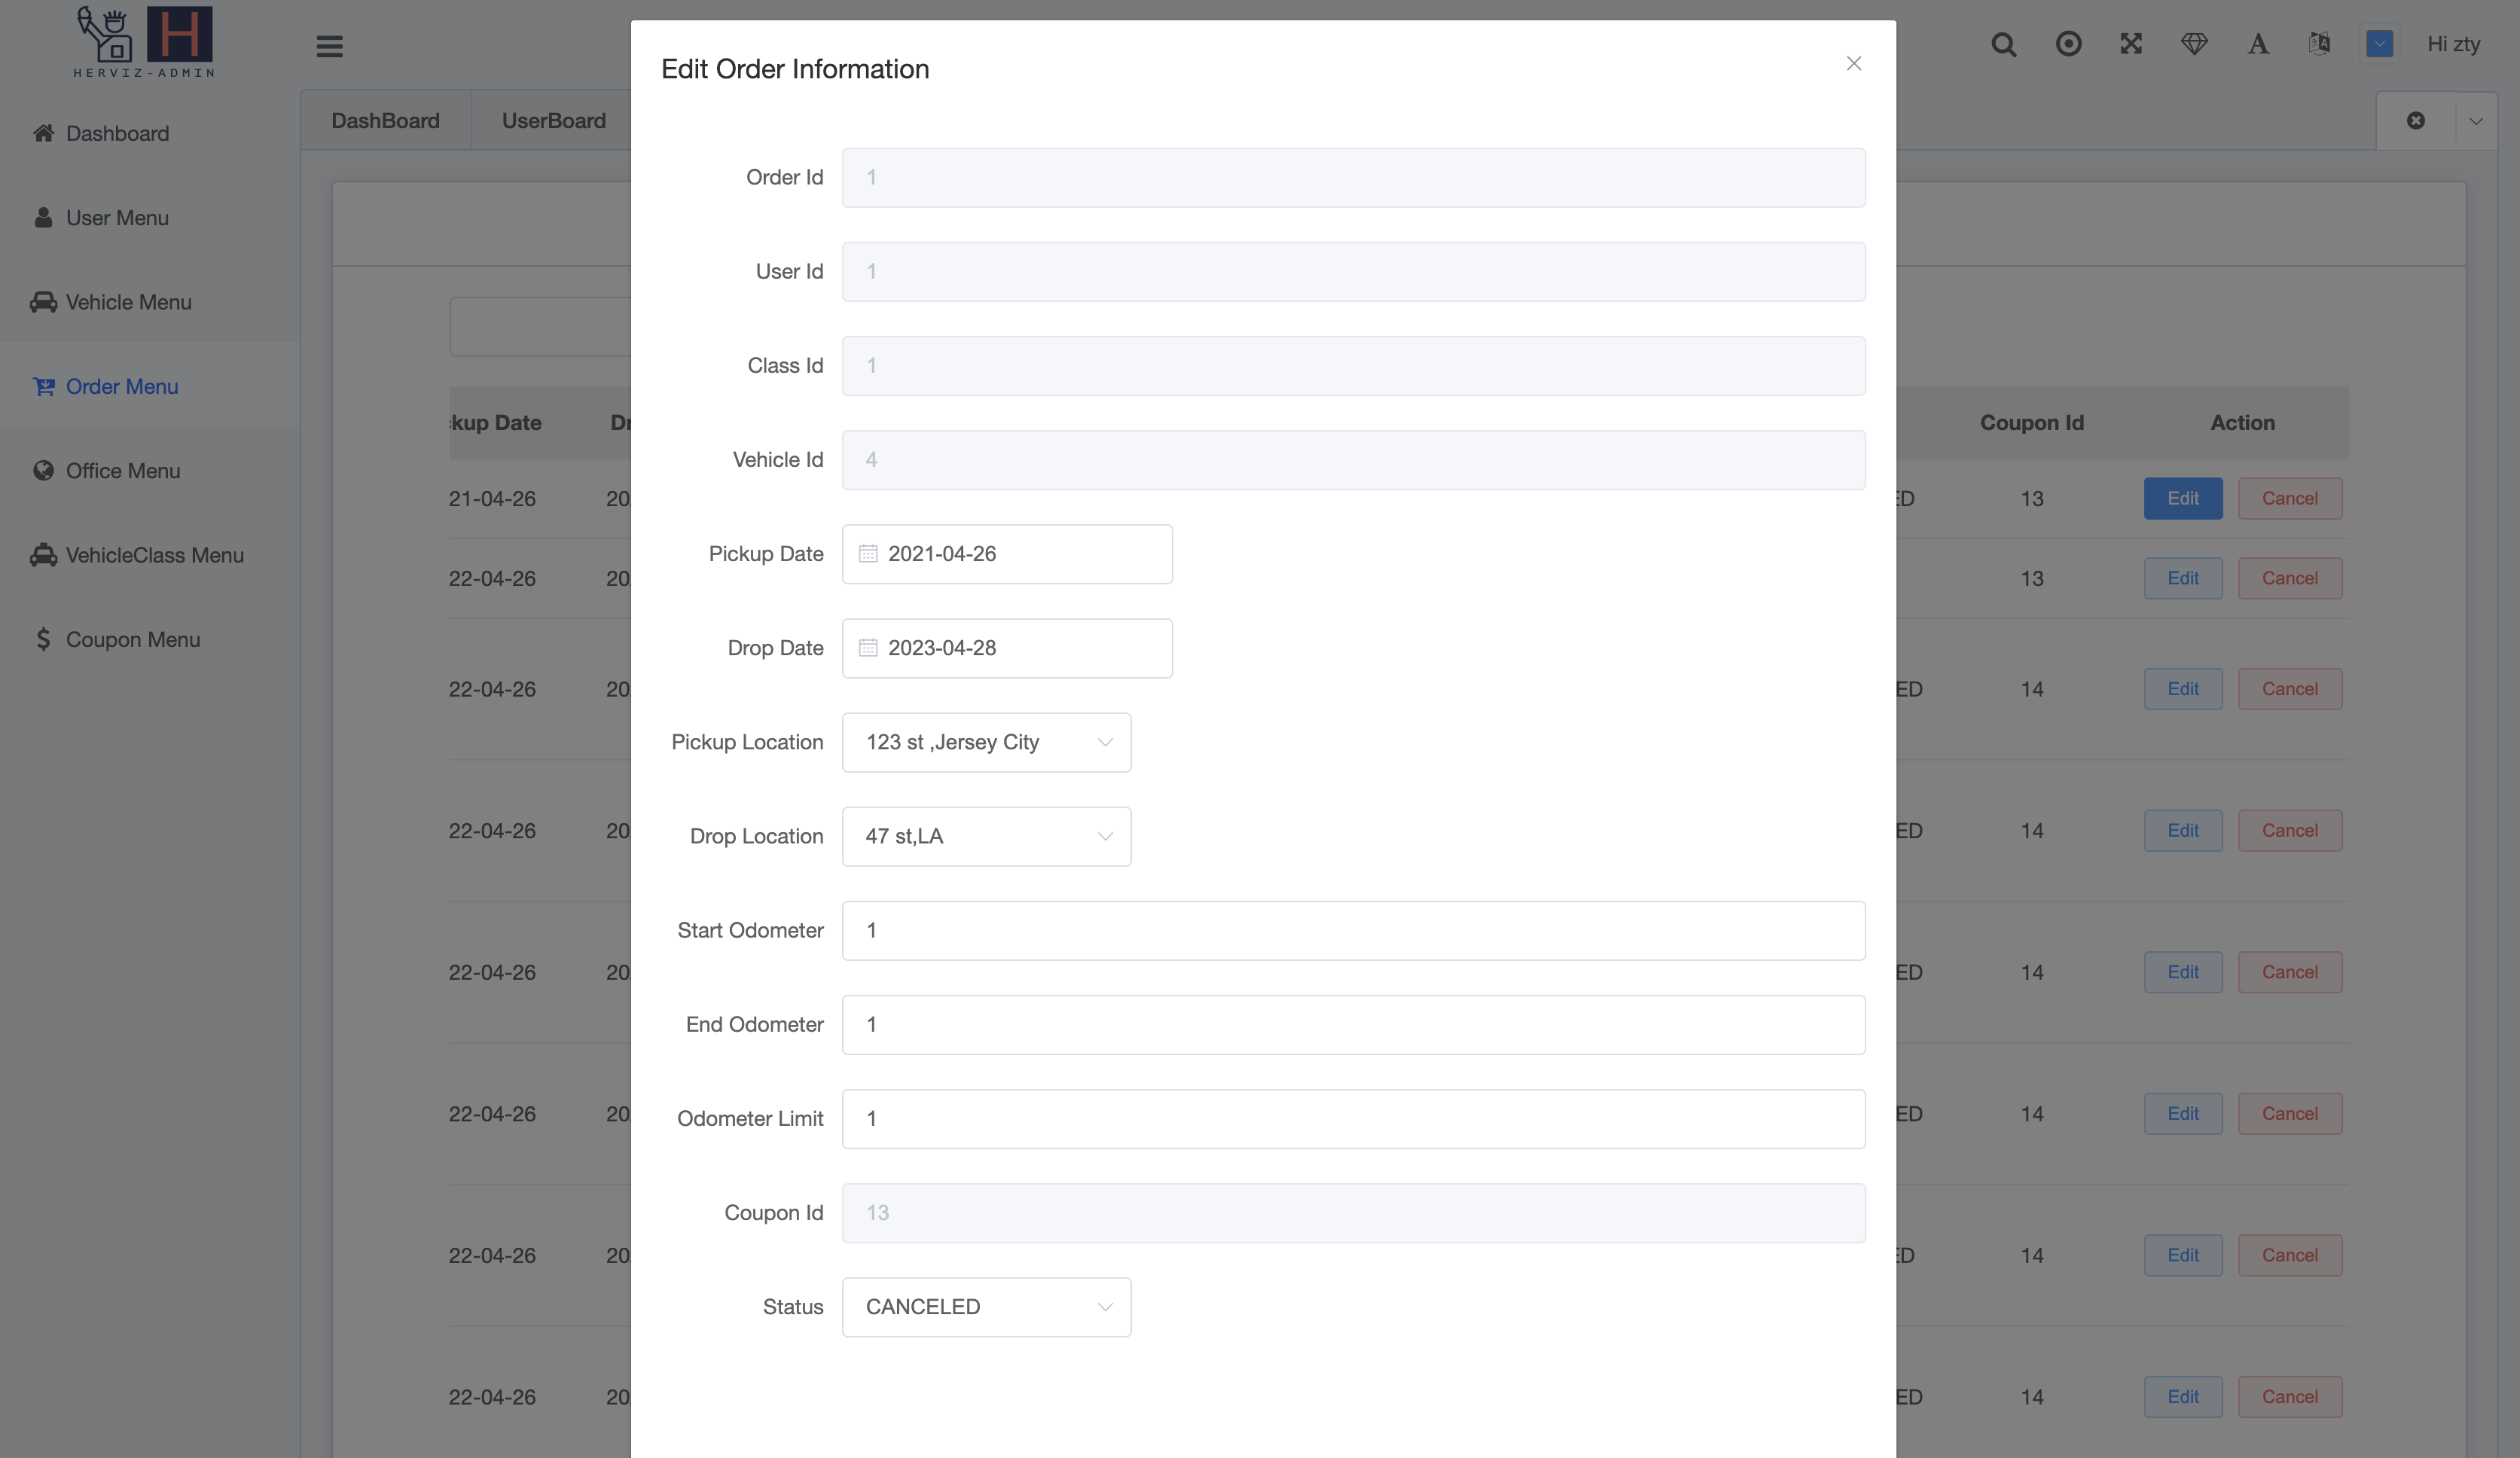 H
HERVIZ-ADMIN
Hi zty
Dashboard
User Menu
Vehicle Menu
Order Menu
Office Menu
VehicleClass Menu
Coupon Menu
DashBoard UserBoard
Edit Order Information
Order Id 1
User Id 1
Class Id 1
Vehicle Id 4
Pickup Date 2021-04-26
Drop Date 2023-04-28
Pickup Location 123 st ,Jersey City
Drop Location 47 st,LA
Start Odometer 1
End Odometer 1
Odometer Limit 1
Coupon Id 13
Status CANCELED
kup Date Dr Coupon Id Action
21-04-26 20 ED 13 Edit Cancel
22-04-26 20 13 Edit Cancel
22-04-26 20 ED 14 Edit Cancel
22-04-26 20 ED 14 Edit Cancel
22-04-26 20 ED 14 Edit Cancel
22-04-26 20 ED 14 Edit Cancel
22-04-26 20 ED 14 Edit Cancel
22-04-26 20 ED 14 Edit Cancel